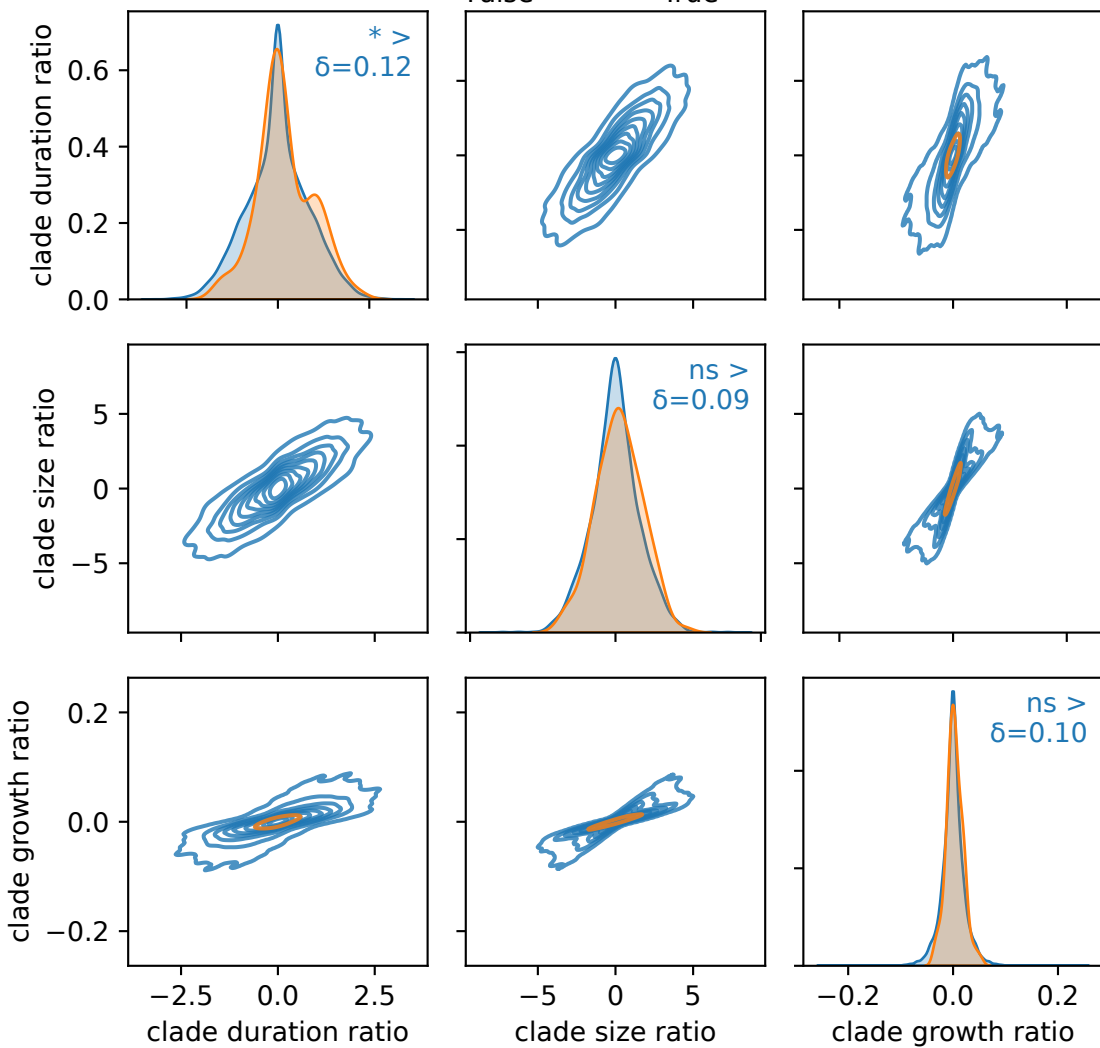 clade duration ratio
0.6
0.4
0.2
0.0
* >
δ=0.12
clade size ratio
5
0
−5
ns >
δ=0.09
clade growth ratio
0.2
0.0
−0.2
ns >
δ=0.10
−2.5 0.0 2.5
−5 0 5
−0.2 0.0 0.2
clade duration ratio
clade size ratio
clade growth ratio